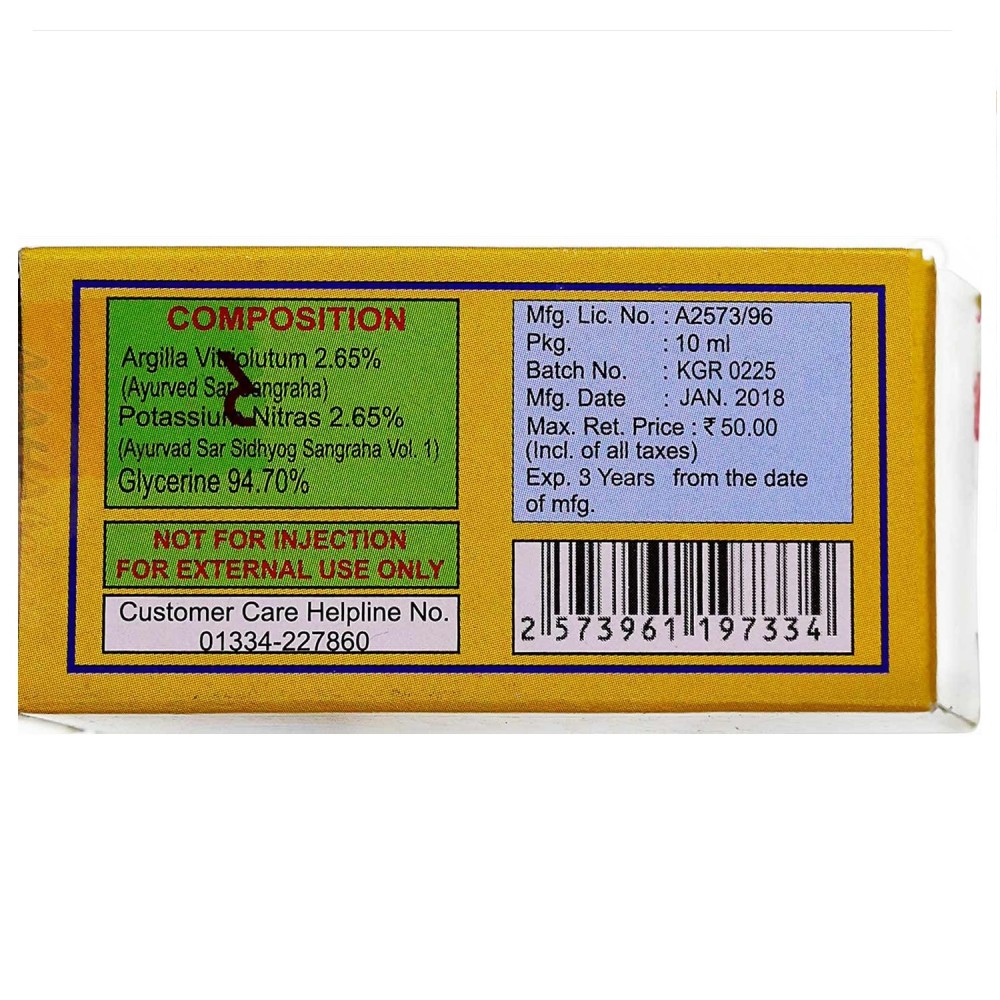 COMPOSITION
Argilla Vitriolutum 2.65%
(Ayurved Sar Sangraha)
Potassium Nitras 2.65%
(Ayurvad Sar Sidhyog Sangraha Vol. 1)
Glycerine 94.70%
NOT FOR INJECTION
FOR EXTERNAL USE ONLY
Customer Care Helpline No.
01334-227860
Mfg. Lic. No. : A2573/96
Pkg. : 10 ml
Batch No. : KGR 0225
Mfg. Date : JAN. 2018
Max. Ret. Price : ₹ 50.00
(Incl. of all taxes)
Exp. 3 Years from the date
of mfg.
2 573961 197334